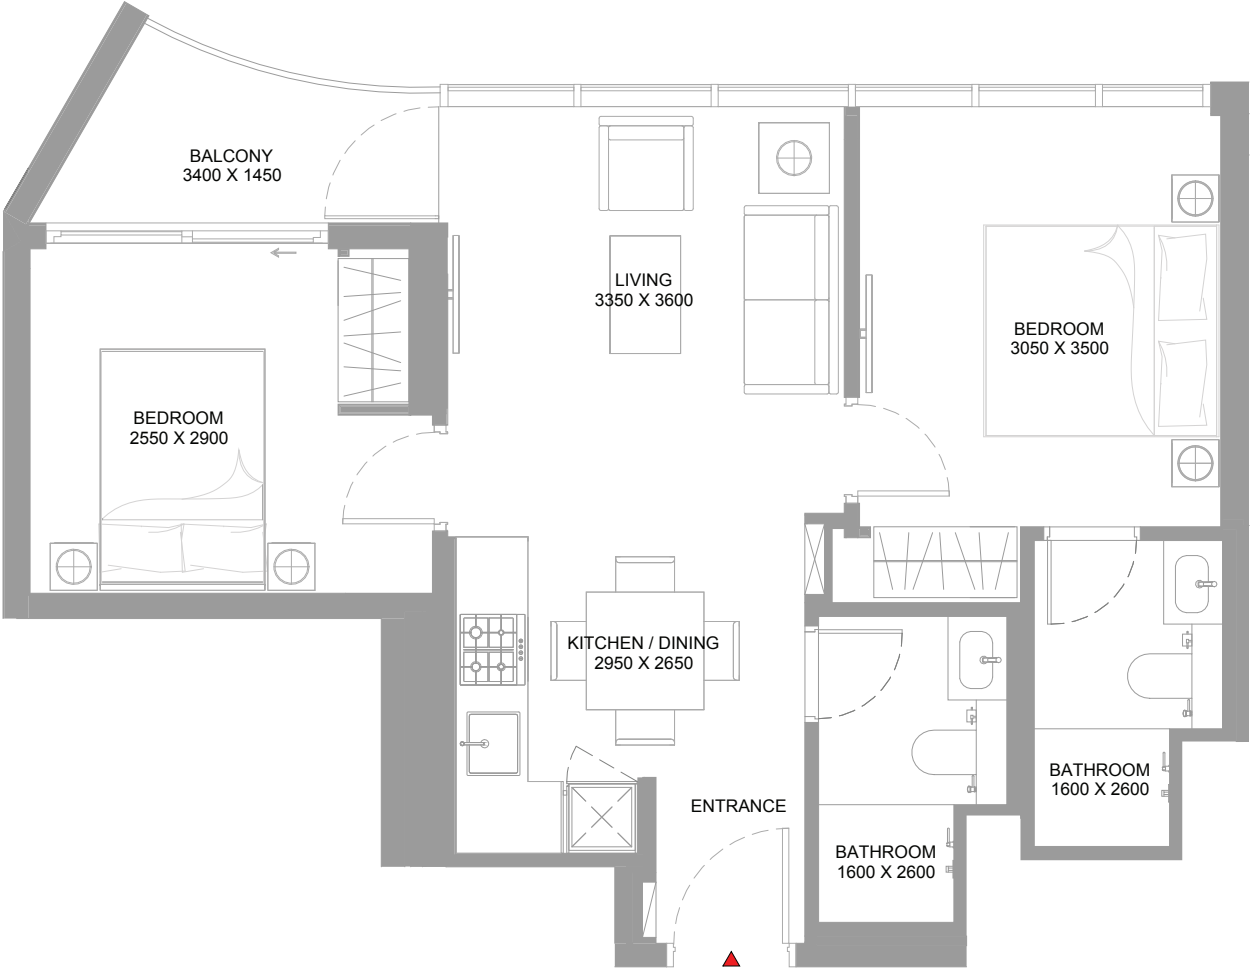 BALCONY
3400 X 1450
LIVING
3350 X 3600
BEDROOM
3050 X 3500
BEDROOM
2550 X 2900
KITCHEN / DINING
2950 X 2650
BATHROOM
1600 X 2600
ENTRANCE
BATHROOM
1600 X 2600